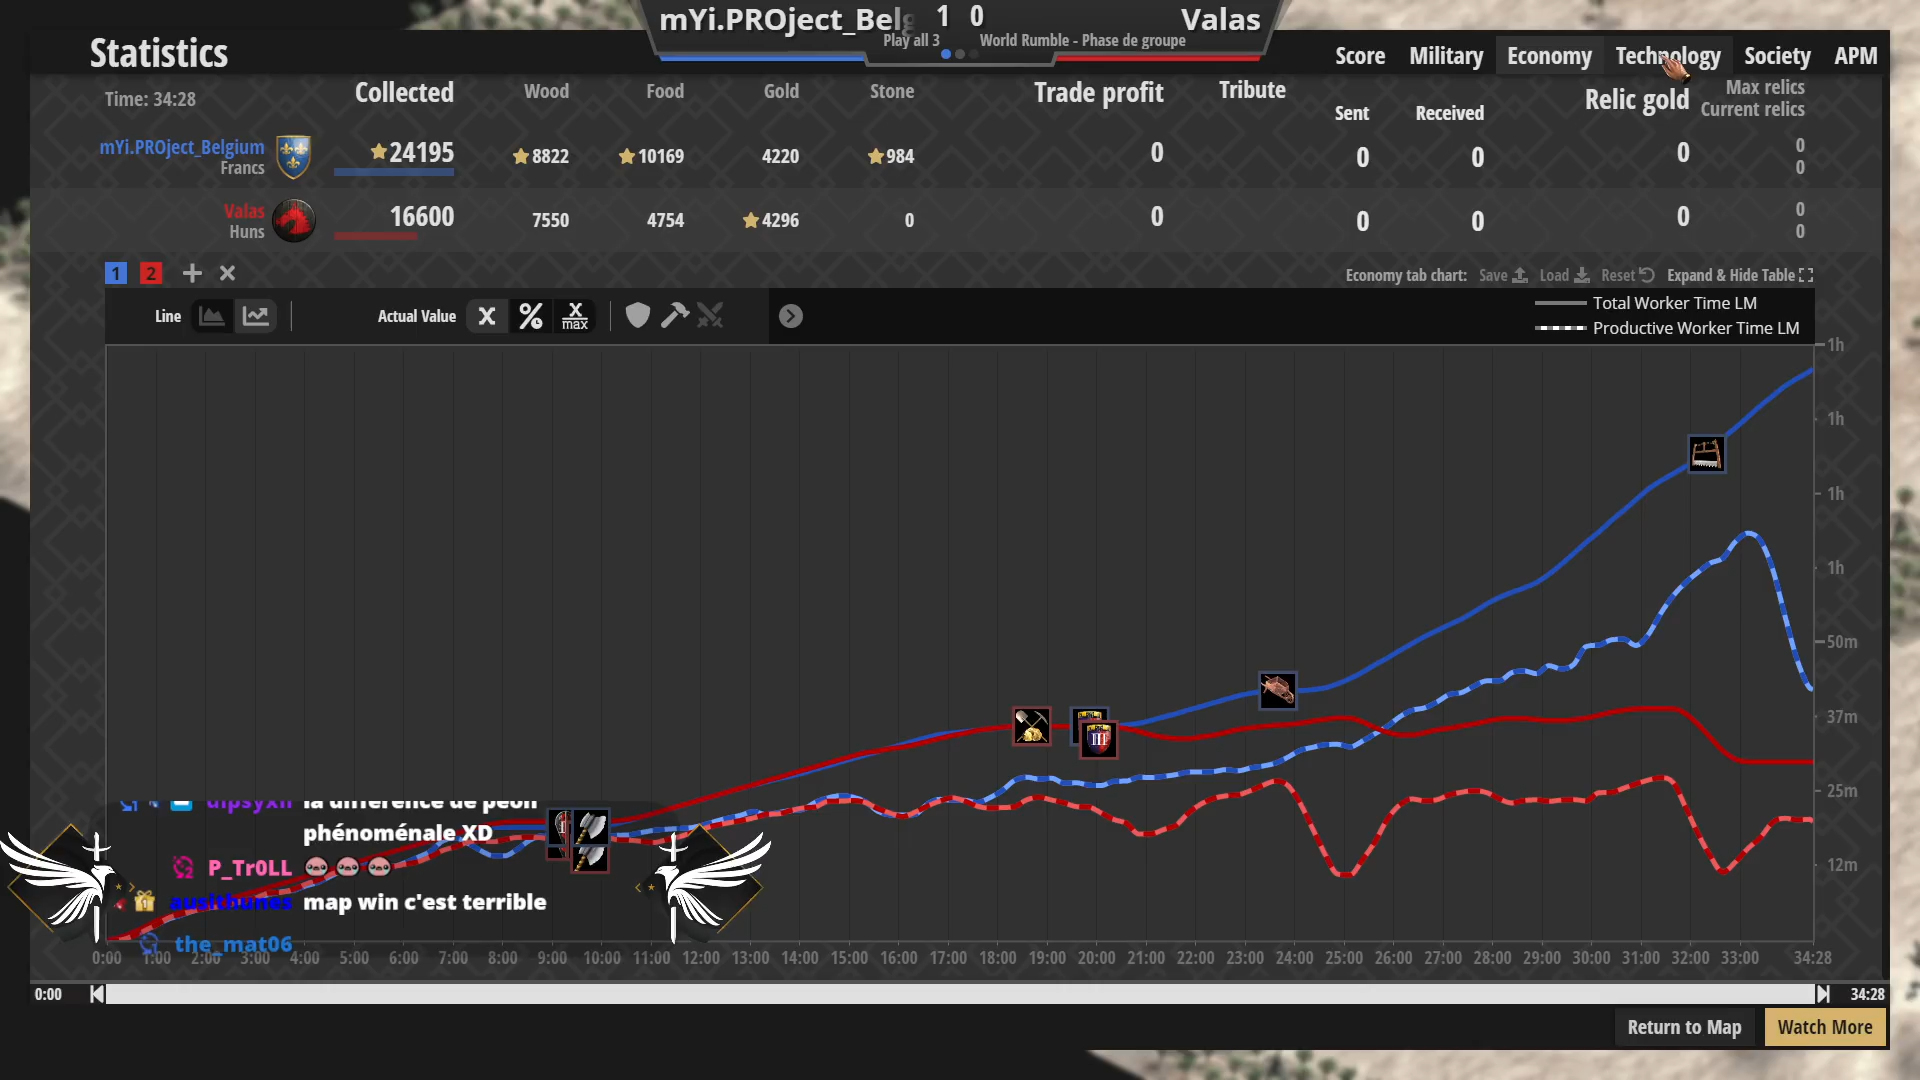 mYi.PROject_Belg 1 0 Valas
Play all 3 World Rumble - Phase de groupe
Statistics
Score Military Economy Technology Society APM
Time: 34:28
Collected Wood Food Gold Stone Trade profit Tribute Sent Received Relic gold Max relics
Current relics
mYi.PROject_Belgium
Francs
24195 8822 10169 4220 984 0 0 0 0 0
0
Valas
Huns
16600 7550 4754 4296 0 0 0 0 0 0
0
1 2
Economy tab chart: Save Load Reset Expand & Hide Table
Line Actual Value X % X max
Total Worker Time LM
Productive Worker Time LM
1h
1h
1h
1h
50m
37m
25m
12m
III
la différence de peon
phénoménale XD
P_Tr0LL
map win c'est terrible
the_mat06
0:00 1:00 2:00 3:00 4:00 5:00 6:00 7:00 8:00 9:00 10:00 11:00 12:00 13:00 14:00 15:00 16:00 17:00 18:00 19:00 20:00 21:00 22:00 23:00 24:00 25:00 26:00 27:00 28:00 29:00 30:00 31:00 32:00 33:00 34:28
0:00 34:28
Return to Map Watch More